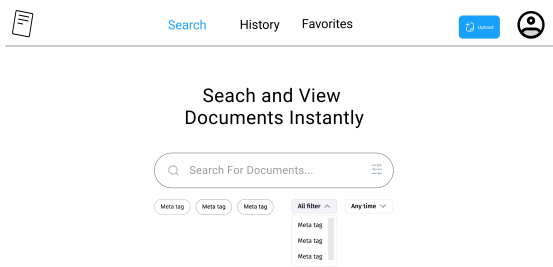 Search
History
Favorites
Upload
Seach and View
Documents Instantly
Search For Documents...
Meta tag
Meta tag
Meta tag
All filter
Any time
Meta tag
Meta tag
Meta tag